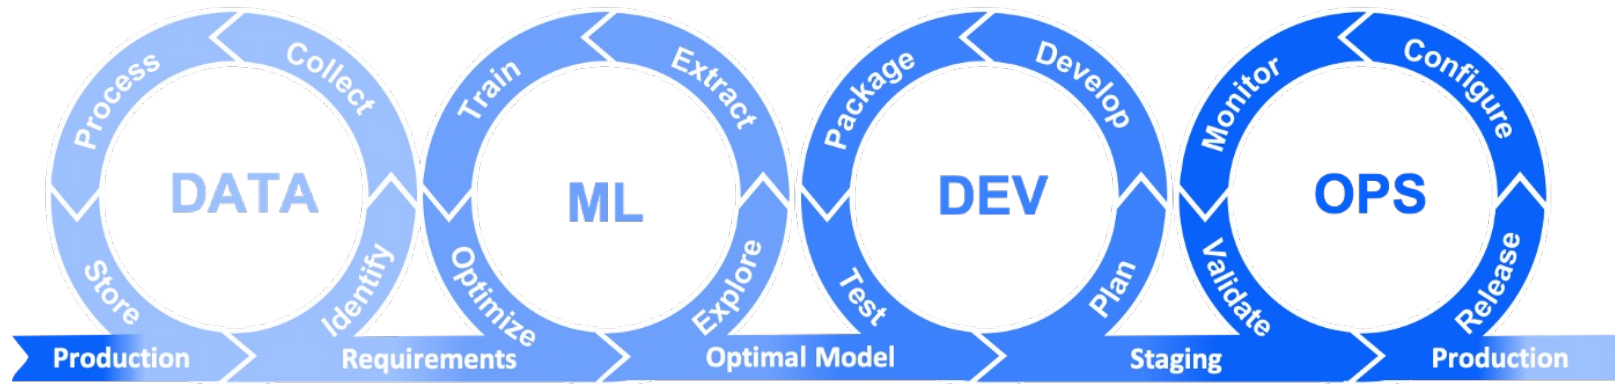 Process
Collect
Store
Identify
DATA
Train
Extract
Optimize
Explore
ML
Package
Develop
Test
Plan
DEV
Monitor
Configure
Validate
Release
OPS
Production
Requirements
Optimal Model
Staging
Production